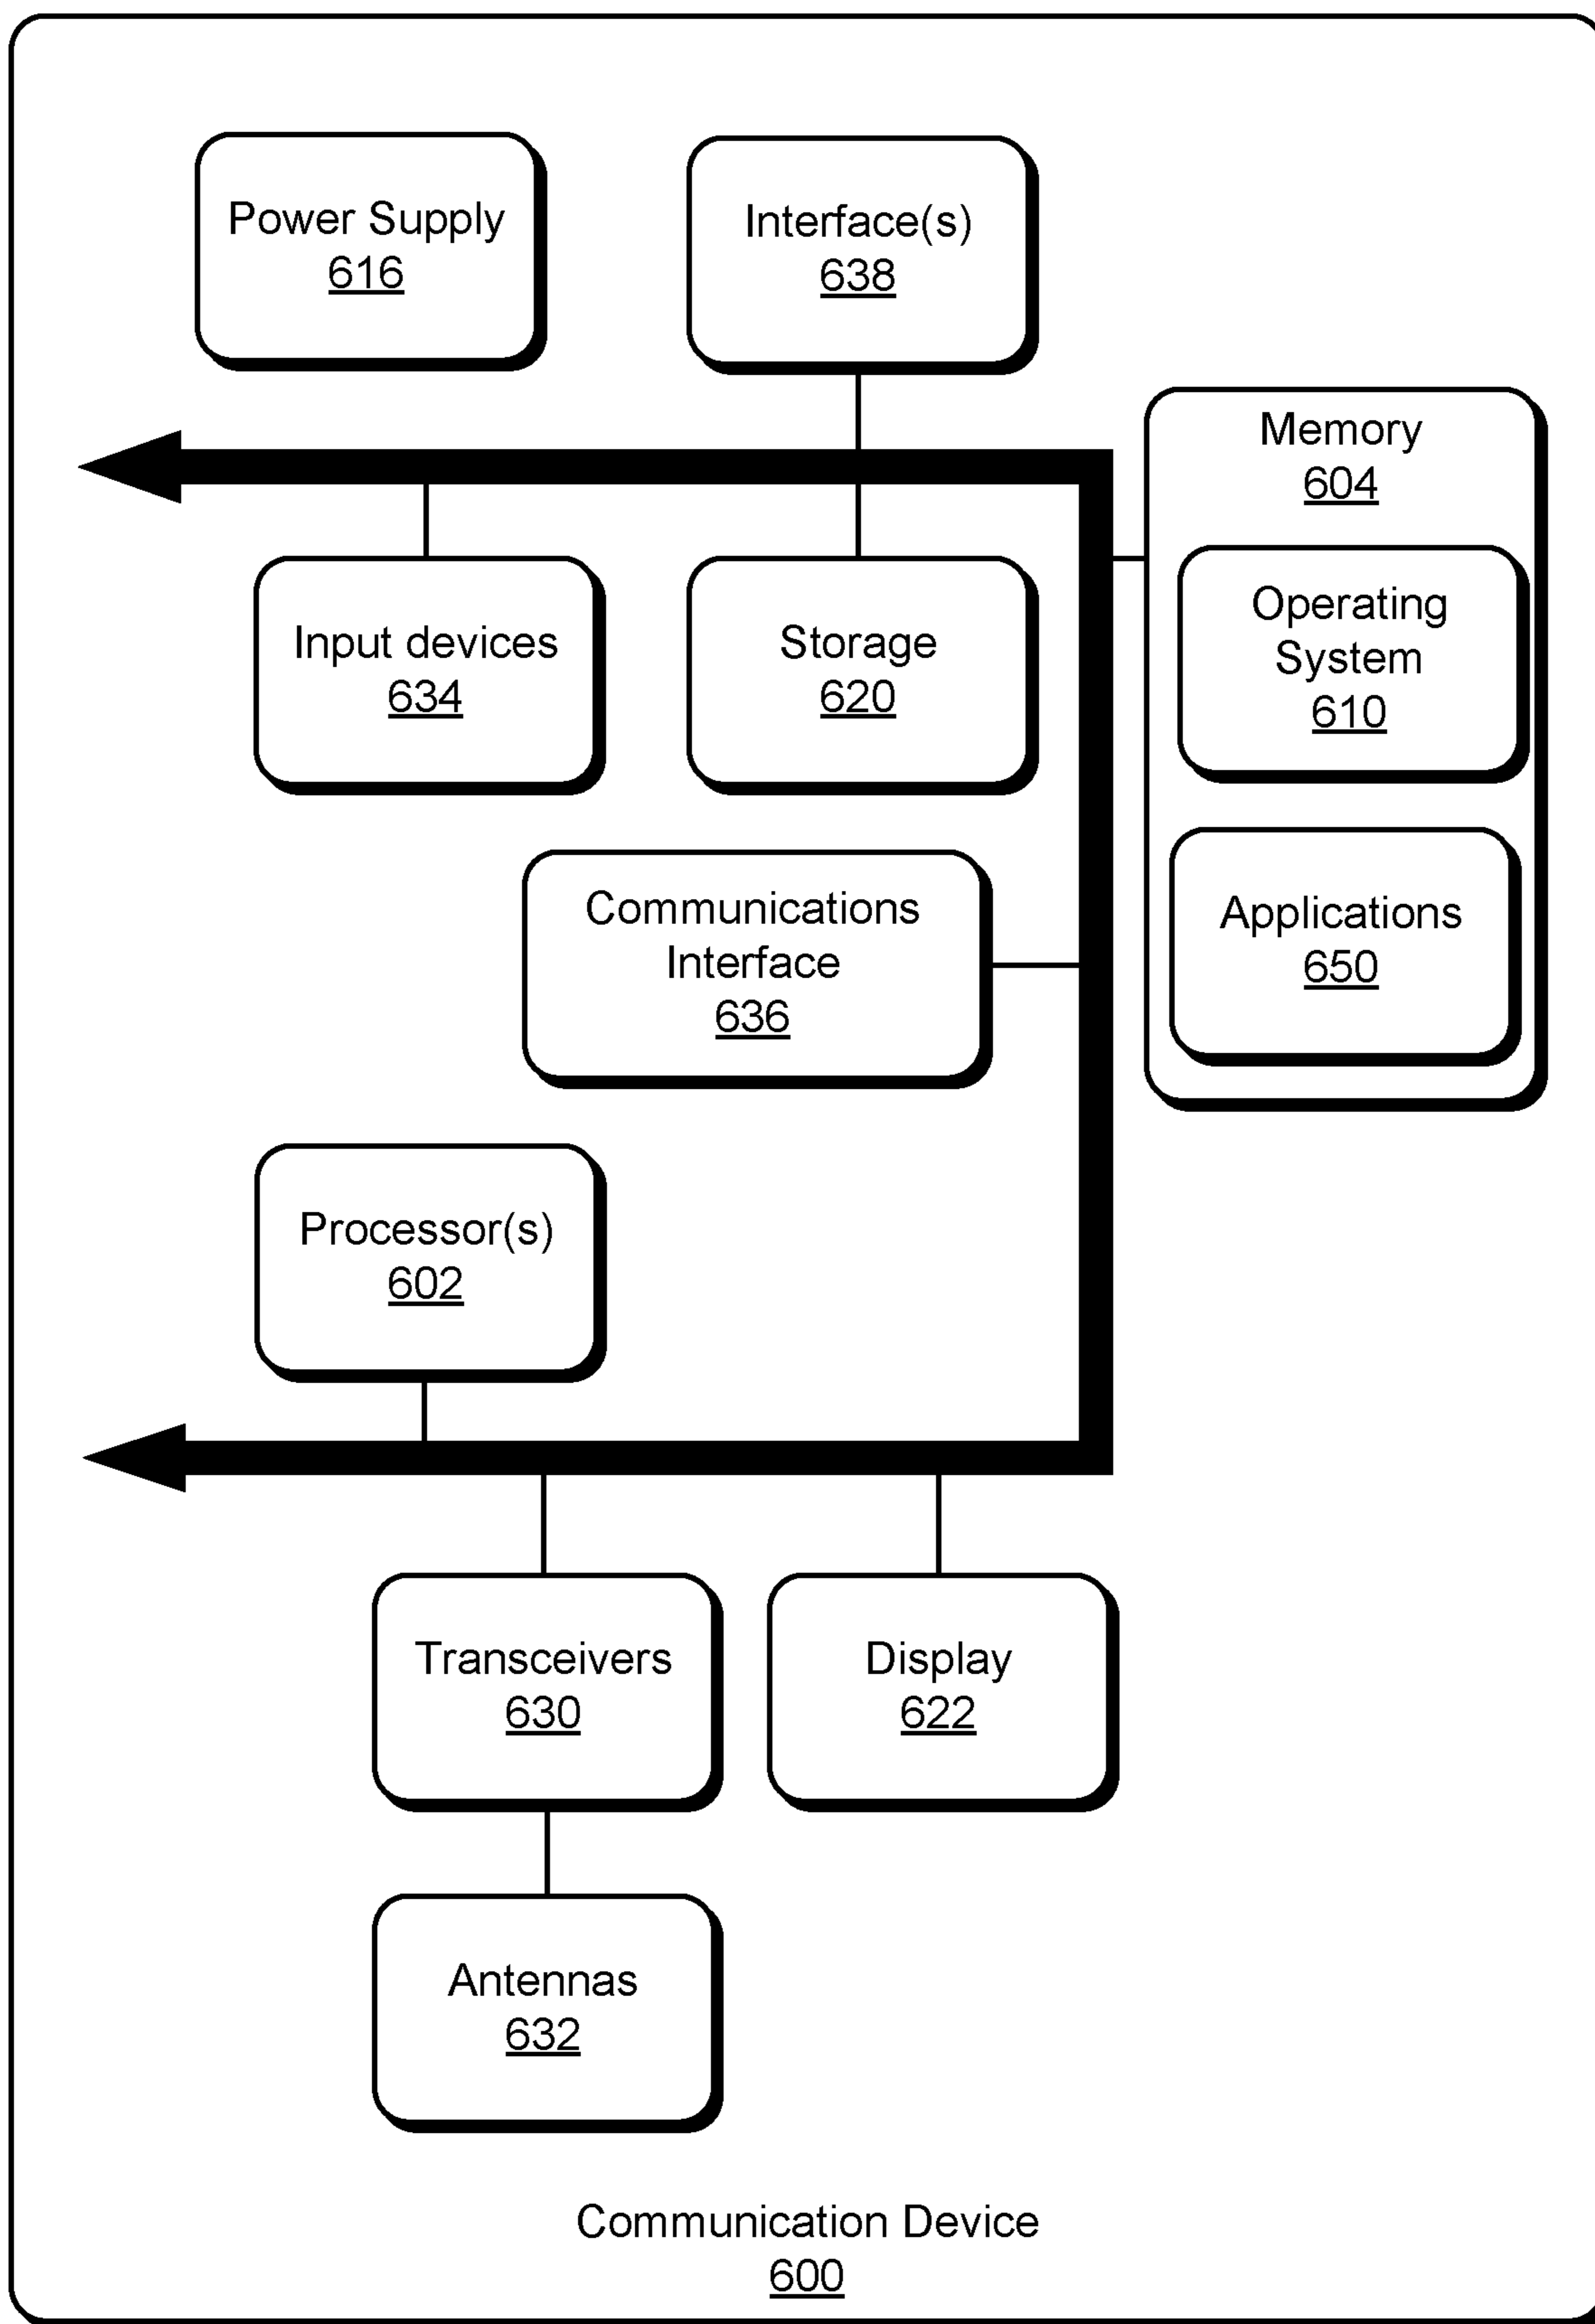 Power Supply
616
Interface(s)
638
Memory
604
Operating
System
610
Applications
650
Input devices
634
Storage
620
Communications
Interface
636
Processor(s)
602
Transceivers
630
Display
622
Antennas
632
Communication Device
600